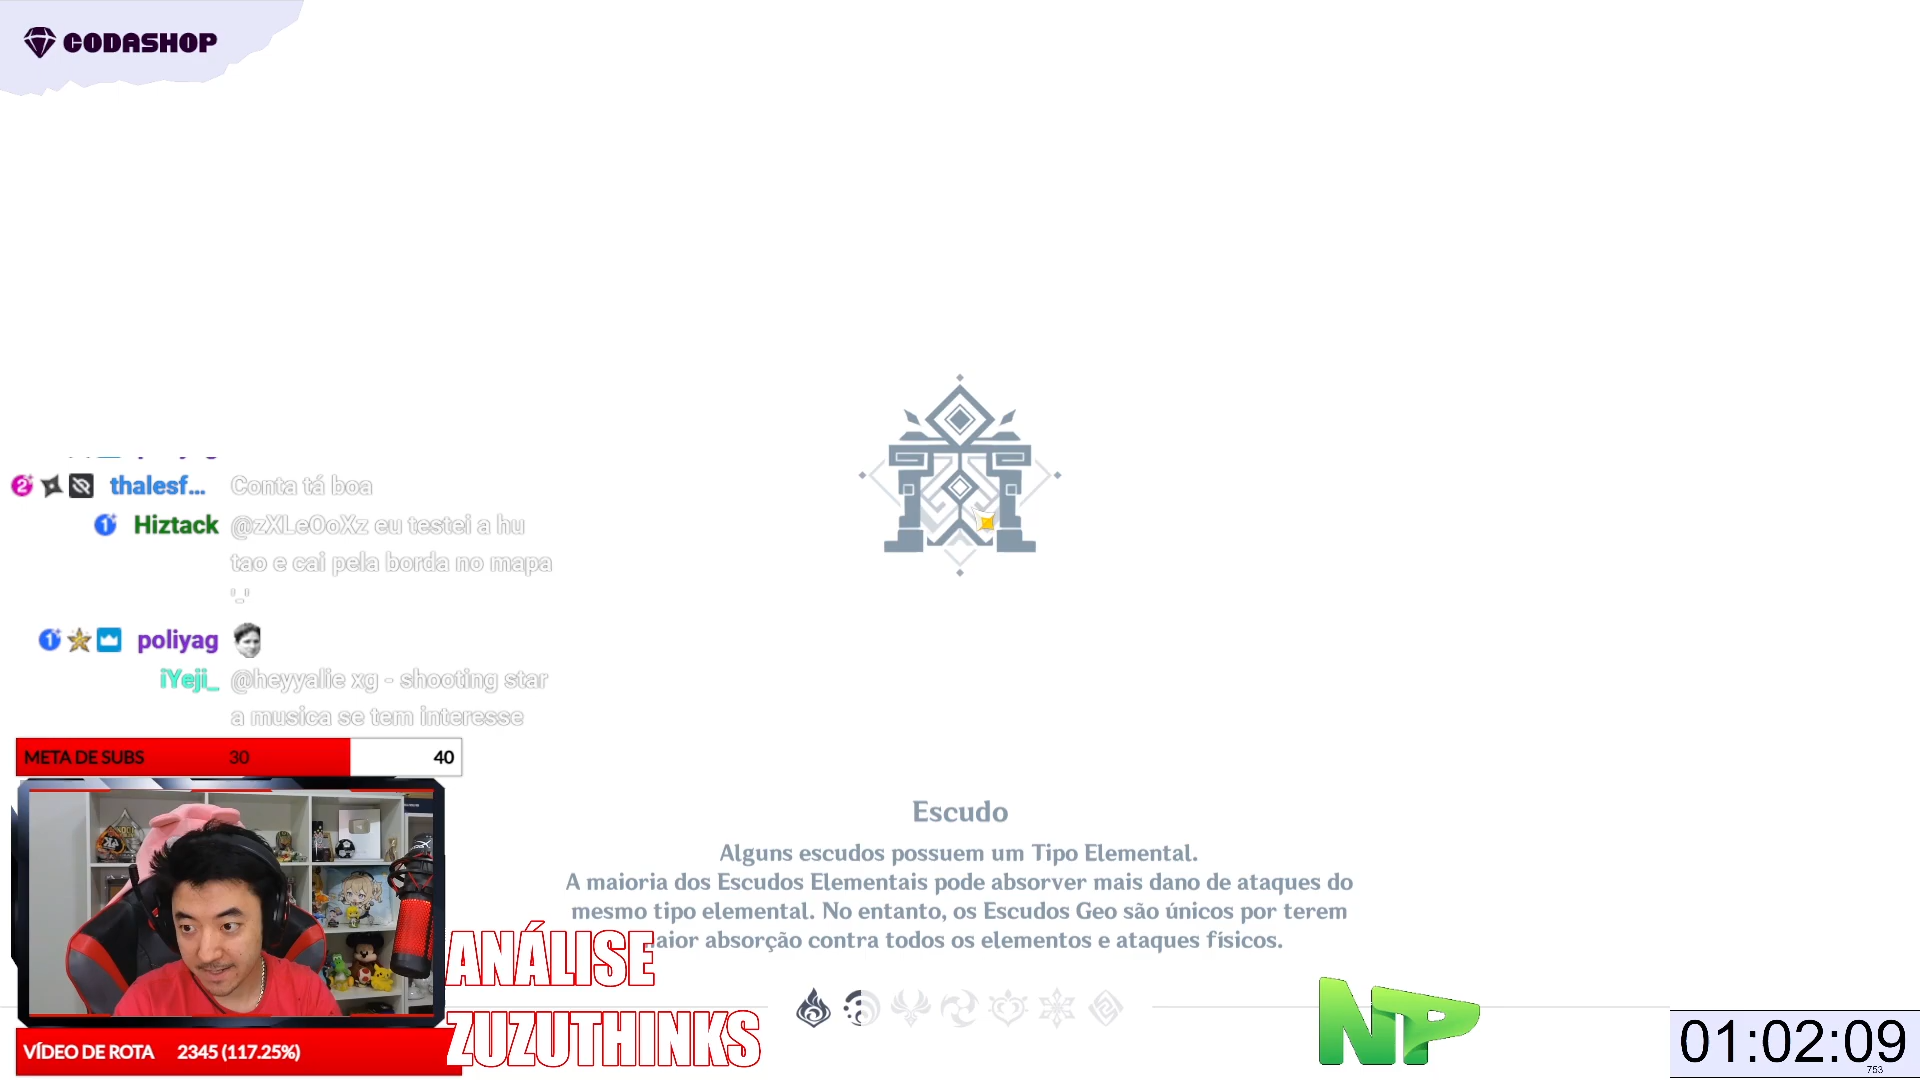 CODASHOP
thalesf... Conta tá boa
Hiztack @zXLeOoXz eu testei a hu
tao e cai pela borda no mapa
'-'
poliyag
iYeji_ @heyyalie xg - shooting star
a musica se tem interesse
META DE SUBS 30 40
Escudo
Alguns escudos possuem um Tipo Elemental.
A maioria dos Escudos Elementais pode absorver mais dano de ataques do
mesmo tipo elemental. No entanto, os Escudos Geo são únicos por terem
absorção contra todos os elementos e ataques físicos.
ANÁLISE
ZUZUTHINKS
VÍDEO DE ROTA 2345 (117.25%)
NP
01:02:09
753